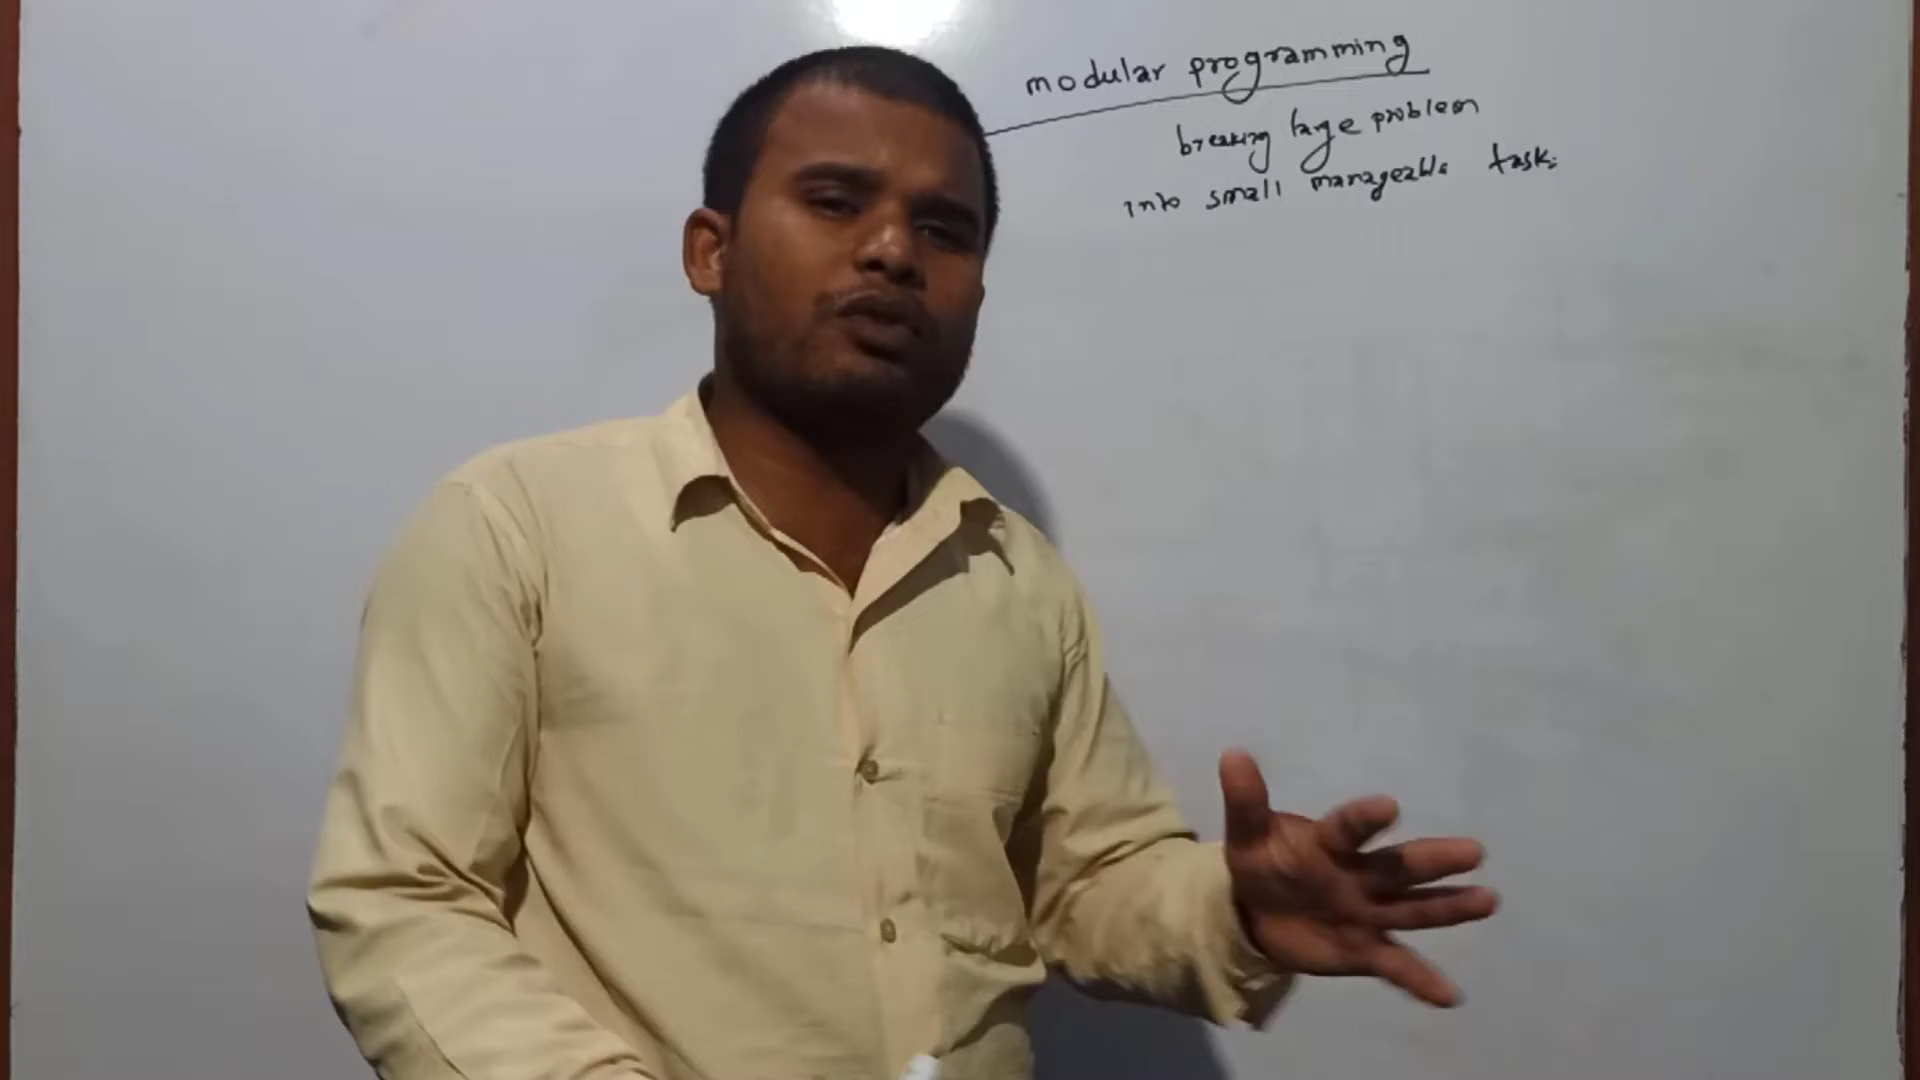 modular programming
breaking large problem
into small manageable tasks